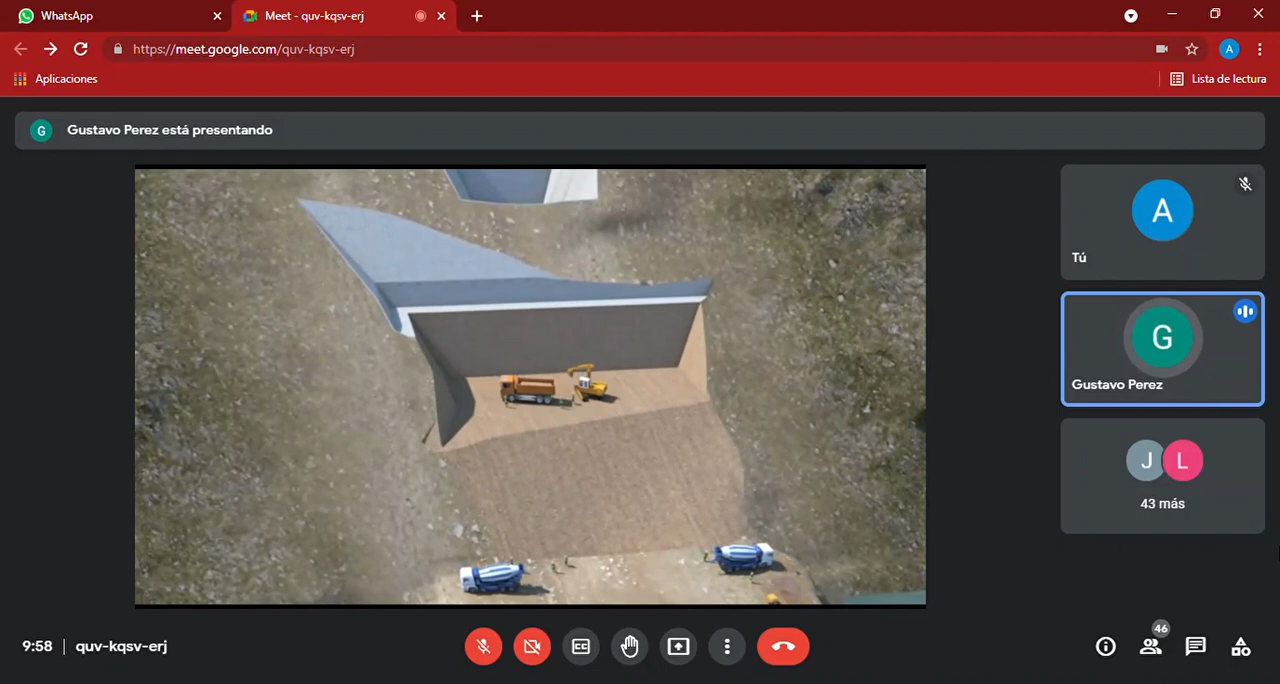 WhatsApp
Meet - quv-kqsv-erj
https://meet.google.com/quv-kqsv-erj
A
Aplicaciones
Lista de lectura
G
Gustavo Perez está presentando
A
Tú
G
Gustavo Perez
J
L
43 más
9:58
quv-kqsv-erj
CC
46